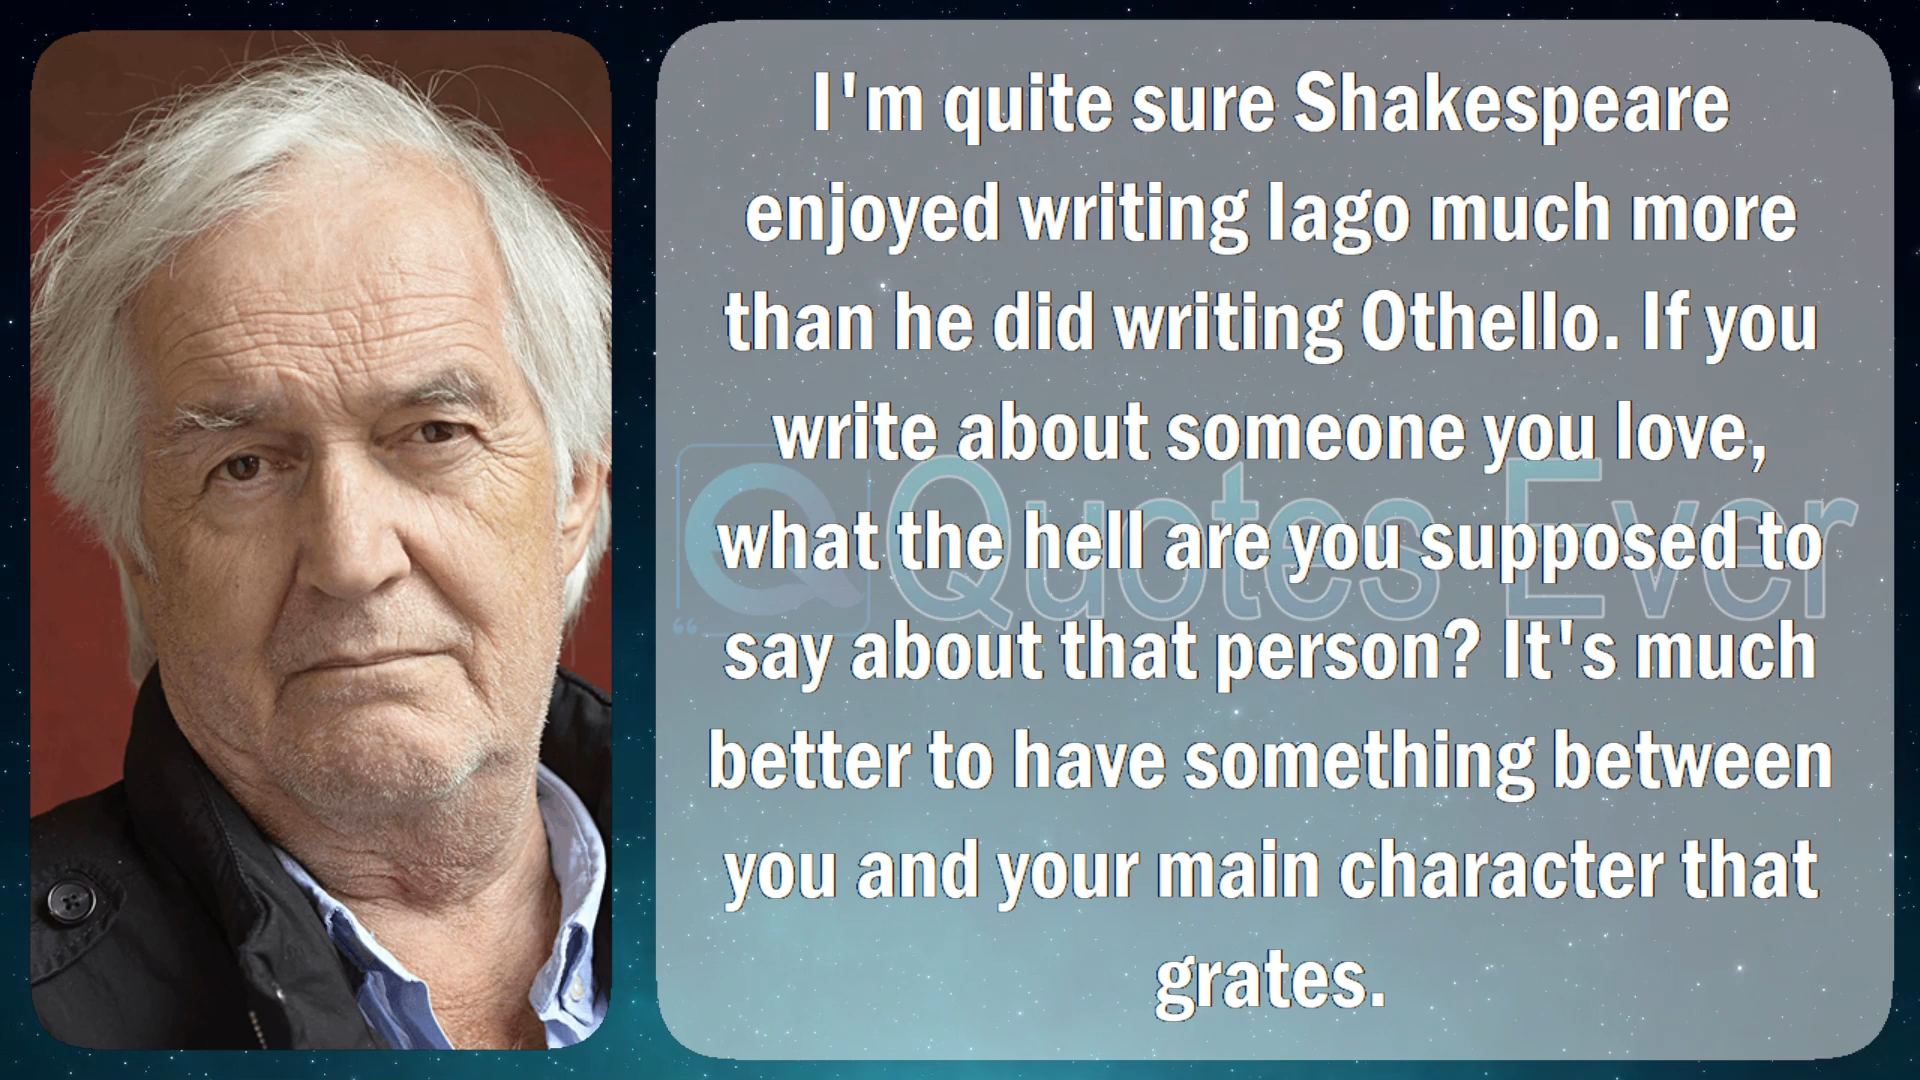 I'm quite sure Shakespeare
enjoyed writing Iago much more
than he did writing Othello. If you
write about someone you love,
what the hell are you supposed to
say about that person? It's much
better to have something between
you and your main character that
grates.
Quotes Ever